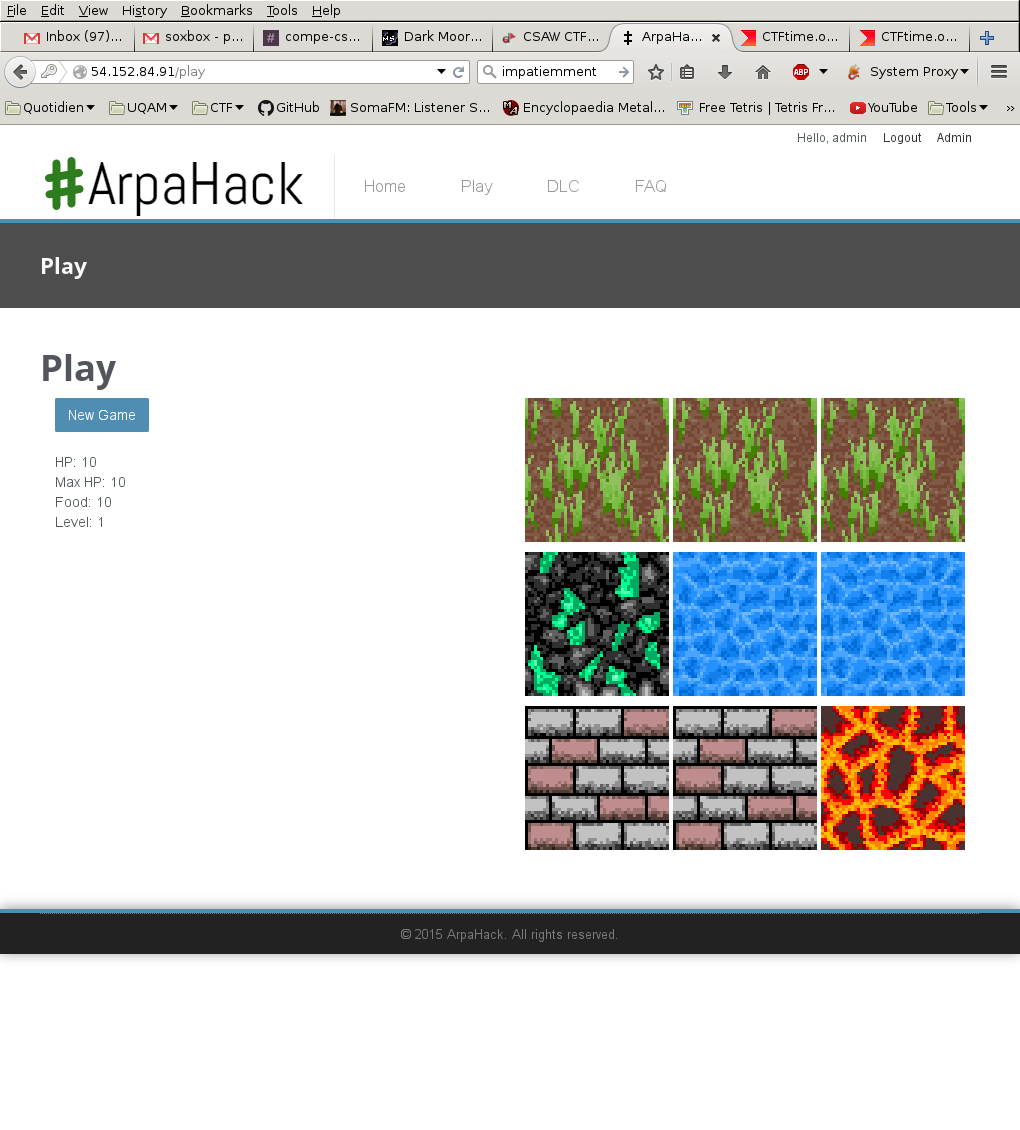 File Edit View History Bookmarks Tools Help
Inbox (97)... soxbox - p... compe-cs... Dark Moor... CSAW CTF... ArpaHa... CTFtime.o... CTFtime.o...
54.152.84.91/play impatiemment ABP System Proxy
Quotidien UQAM CTF GitHub SomaFM: Listener S... Encyclopaedia Metal... Free Tetris | Tetris Fr... YouTube Tools »
Hello, admin Logout Admin
#ArpaHack Home Play DLC FAQ
Play
Play
New Game
HP: 10
Max HP: 10
Food: 10
Level: 1
© 2015 ArpaHack. All rights reserved.